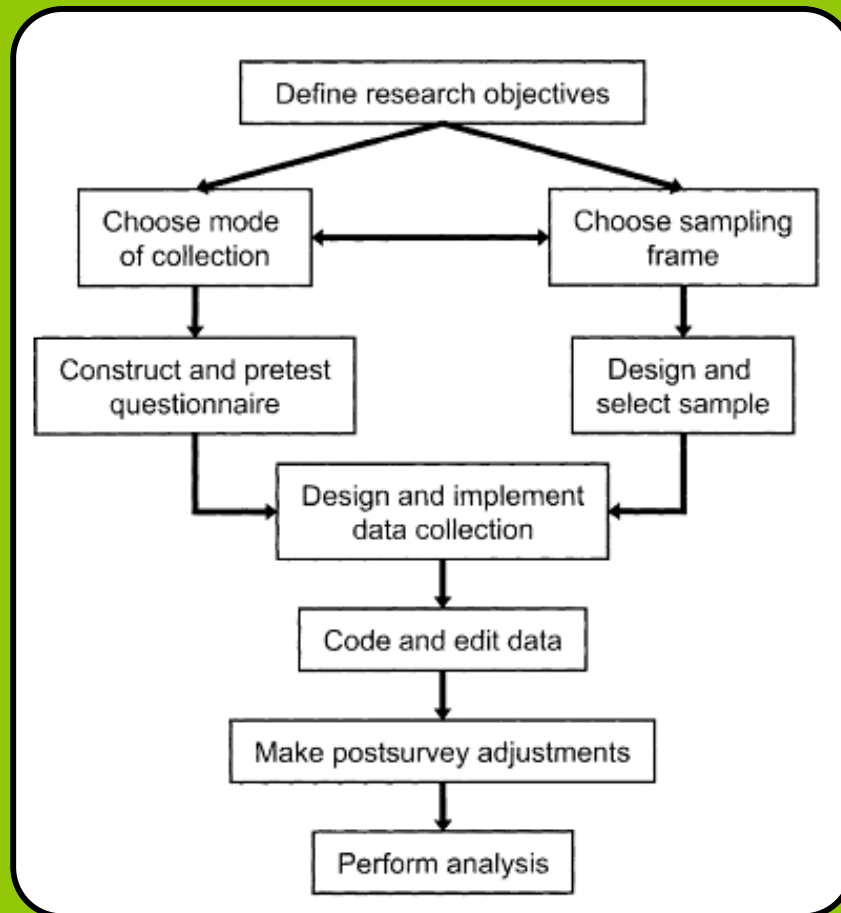 Define research objectives
Choose mode
of collection
Choose sampling
frame
Construct and pretest
questionnaire
Design and
select sample
Design and implement
data collection
Code and edit data
Make postsurvey adjustments
Perform analysis